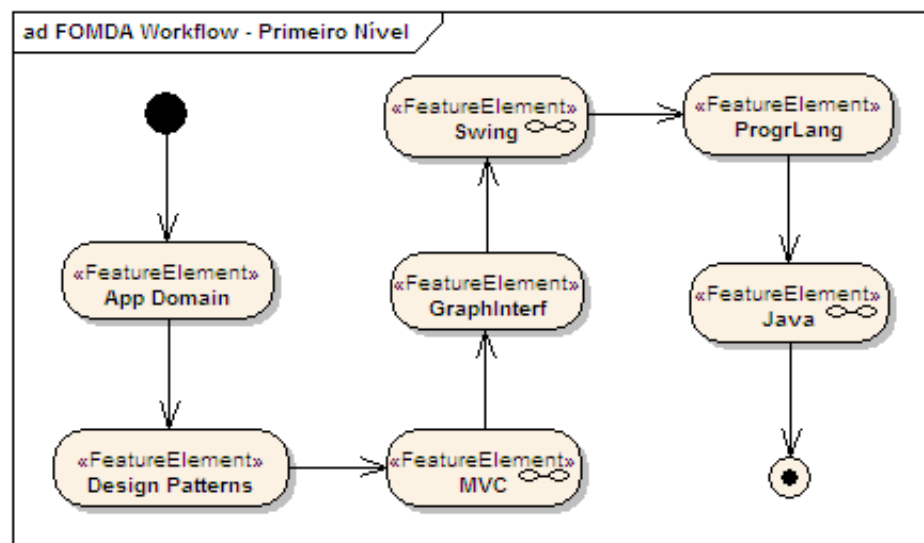 ad FOMDA Workflow - Primeiro Nível
«FeatureElement»
App Domain
«FeatureElement»
Design Patterns
«FeatureElement»
MVC
«FeatureElement»
GraphInterf
«FeatureElement»
Swing
«FeatureElement»
ProgrLang
«FeatureElement»
Java